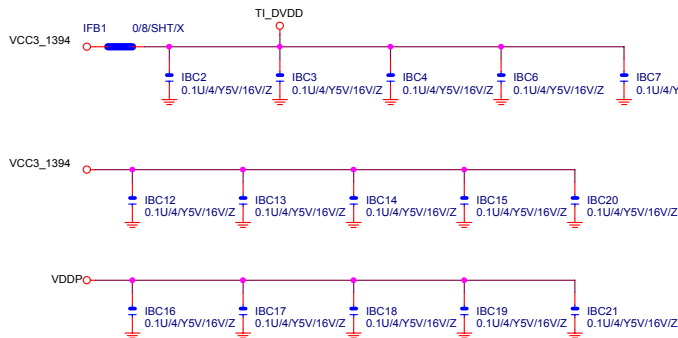 TI_DVDD
IFB1 0/8/SHT/X
VCC3_1394
IBC2 IBC3 IBC4 IBC6 IBC7
0.1U/4/Y5V/16V/Z 0.1U/4/Y5V/16V/Z 0.1U/4/Y5V/16V/Z 0.1U/4/Y5V/16V/Z 0.1U/4/Y
VCC3_1394
IBC12 IBC13 IBC14 IBC15 IBC20
0.1U/4/Y5V/16V/Z 0.1U/4/Y5V/16V/Z 0.1U/4/Y5V/16V/Z 0.1U/4/Y5V/16V/Z 0.1U/4/Y5V/16V/Z
VDDP
IBC16 IBC17 IBC18 IBC19 IBC21
0.1U/4/Y5V/16V/Z 0.1U/4/Y5V/16V/Z 0.1U/4/Y5V/16V/Z 0.1U/4/Y5V/16V/Z 0.1U/4/Y5V/16V/Z